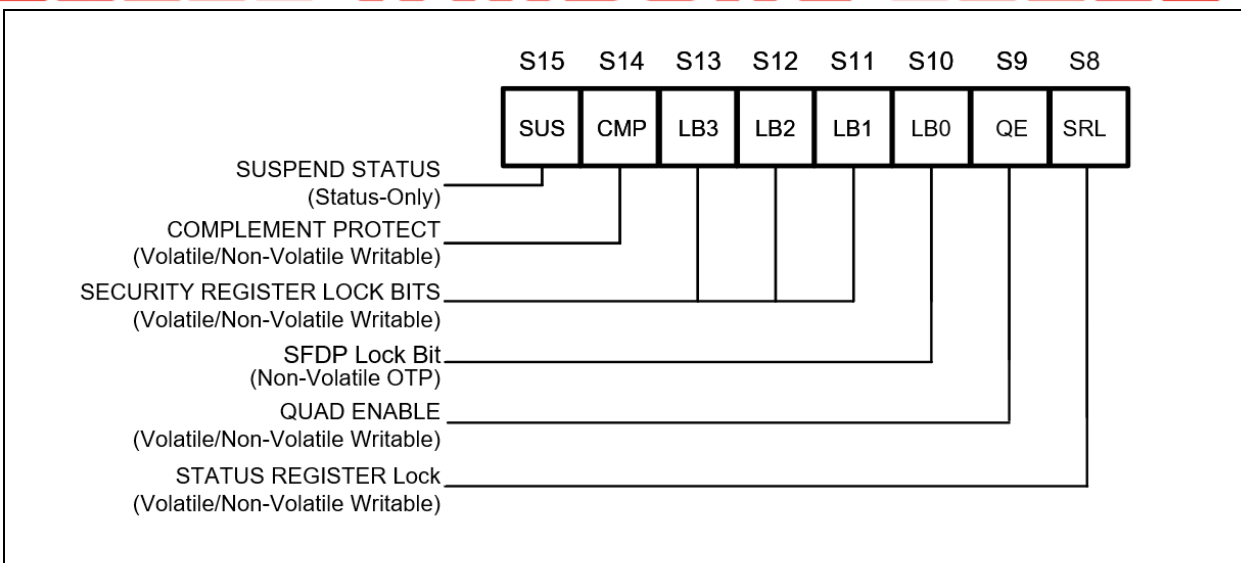 S15 S14 S13 S12 S11 S10 S9 S8
SUS CMP LB3 LB2 LB1 LB0 QE SRL
SUSPEND STATUS
(Status-Only)
COMPLEMENT PROTECT
(Volatile/Non-Volatile Writable)
SECURITY REGISTER LOCK BITS
(Volatile/Non-Volatile Writable)
SFDP Lock Bit
(Non-Volatile OTP)
QUAD ENABLE
(Volatile/Non-Volatile Writable)
STATUS REGISTER Lock
(Volatile/Non-Volatile Writable)